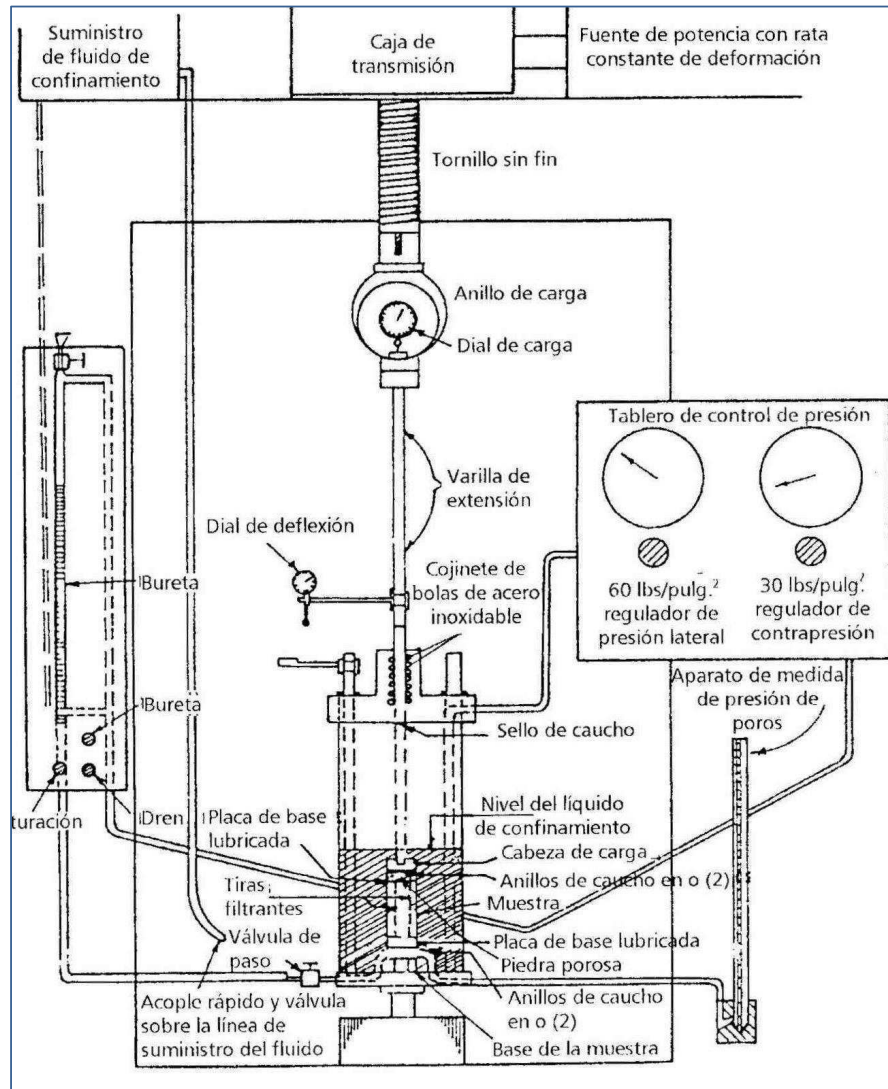 Suministro
de fluido de
confinamiento
Caja de
transmisión
Fuente de potencia con rata
constante de deformación
Tornillo sin fin
Anillo de carga
Dial de carga
Tablero de control de presión
Varilla de
extensión
Dial de deflexión
Cojinete de
bolas de acero
inoxidable
60 lbs/pulg.²
regulador de
presión lateral
30 lbs/pulg².
regulador de
contrapresión
Bureta
Aparato de medida
de presión de
poros
Bureta
Sello de caucho
turación
Dren.
Placa de base
lubricada
Nivel del líquido
de confinamiento
Cabeza de carga
Anillos de caucho en o (2)
Tiras
filtrantes
Muestra
Válvula de
paso
Placa de base lubricada
Piedra porosa
Acople rápido y válvula
sobre la línea de
suministro del fluido
Anillos de caucho
en o (2)
Base de la muestra